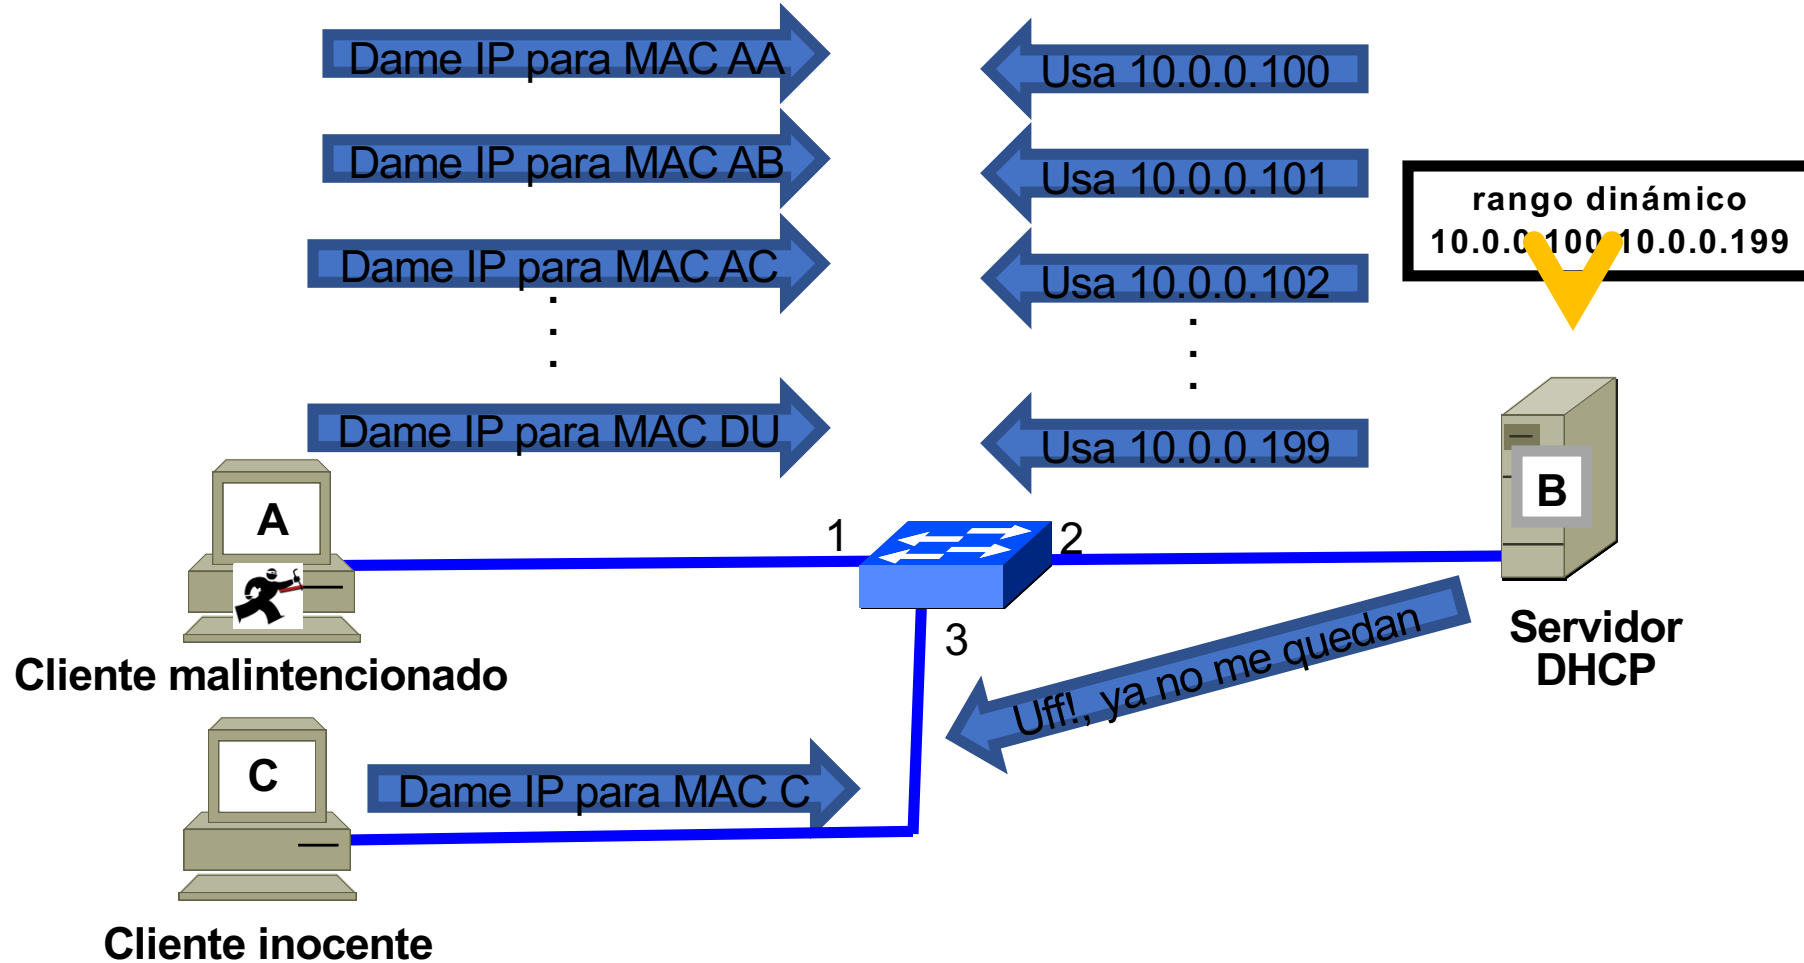 Dame IP para MAC AA
Usa 10.0.0.100
Dame IP para MAC AB
Usa 10.0.0.101
rango dinámico
10.0.0.100 10.0.0.199
Dame IP para MAC AC
Usa 10.0.0.102
.
.
.
.
.
.
Dame IP para MAC DU
Usa 10.0.0.199
A
B
1
2
3
Servidor
DHCP
Cliente malintencionado
Uff!, ya no me quedan
C
Dame IP para MAC C
Cliente inocente